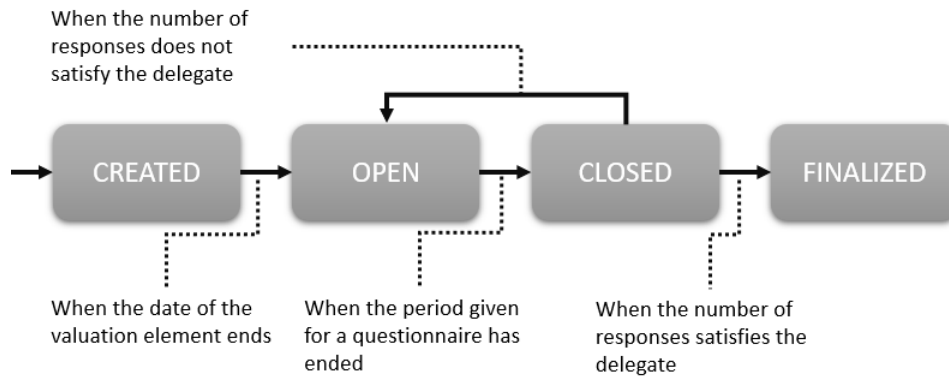 When the number of
responses does not
satisfy the delegate
CREATED
OPEN
CLOSED
FINALIZED
When the date of the
valuation element ends
When the period given
for a questionnaire has
ended
When the number of
responses satisfies the
delegate